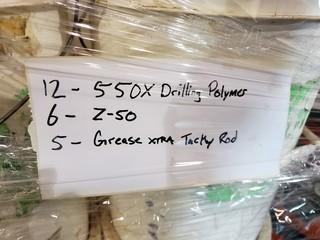 12 - 550X Drilling Polymer
6 - Z-50
5 - Grease XTRA Tacky Rod